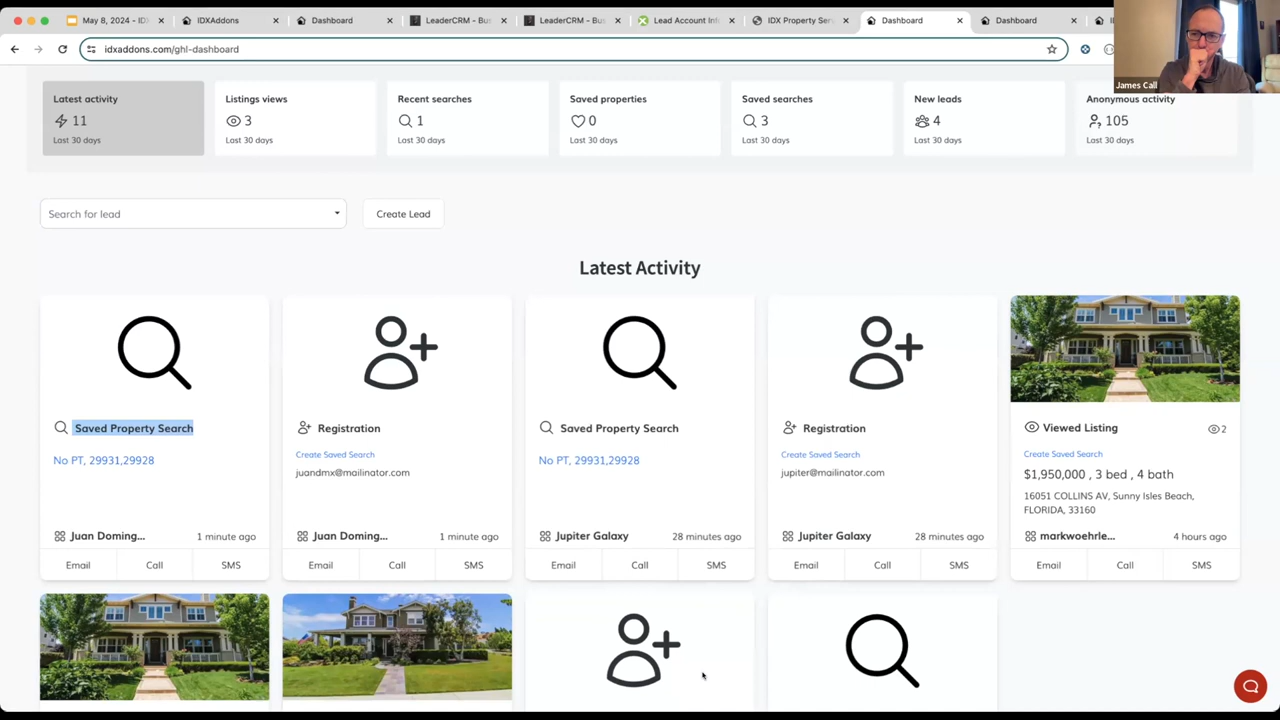 May 8, 2024 - IDX
IDXAddons
Dashboard
LeaderCRM - Bus
LeaderCRM - Bus
Lead Account Inf
IDX Property Sen
Dashboard
Dashboard
idxaddons.com/ghl-dashboard
James Call
Latest activity
11
Last 30 days
Listings views
3
Last 30 days
Recent searches
1
Last 30 days
Saved properties
0
Last 30 days
Saved searches
3
Last 30 days
New leads
4
Last 30 days
Anonymous activity
105
Last 30 days
Search for lead
Create Lead
Latest Activity
Saved Property Search
No PT, 29931,29928
Juan Doming...
1 minute ago
Email
Call
SMS
Registration
Create Saved Search
juandmx@mailinator.com
Juan Doming...
1 minute ago
Email
Call
SMS
Saved Property Search
No PT, 29931,29928
Jupiter Galaxy
28 minutes ago
Email
Call
SMS
Registration
Create Saved Search
jupiter@mailinator.com
Jupiter Galaxy
28 minutes ago
Email
Call
SMS
Viewed Listing
2
Create Saved Search
$1,950,000 , 3 bed , 4 bath
16051 COLLINS AV, Sunny Isles Beach,
FLORIDA, 33160
markwoehrle...
4 hours ago
Email
Call
SMS